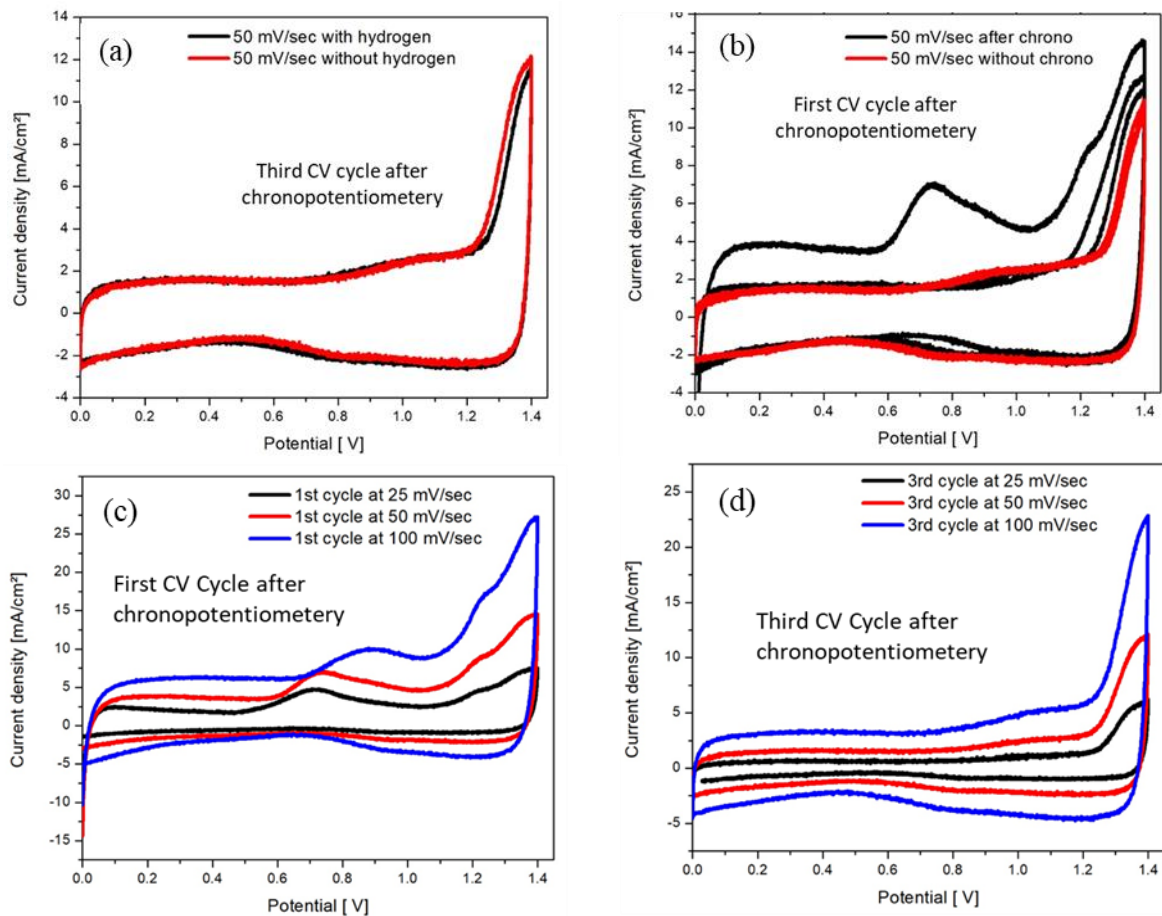 (a)
50 mV/sec with hydrogen
50 mV/sec without hydrogen
Third CV cycle after
chronopotentiometery
Current density [mA/cm²]
14
12
10
8
6
4
2
0
-2
-4
0.0 0.2 0.4 0.6 0.8 1.0 1.2 1.4
Potential [ V]
(b)
50 mV/sec after chrono
50 mV/sec without chrono
First CV cycle after
chronopotentiometery
Current density [mA/cm²]
16
14
12
10
8
6
4
2
0
-2
-4
0.0 0.2 0.4 0.6 0.8 1.0 1.2 1.4
Potential [ V]
(c)
1st cycle at 25 mV/sec
1st cycle at 50 mV/sec
1st cycle at 100 mV/sec
First CV Cycle after
chronopotentiometery
Current density [mA/cm²]
30
25
20
15
10
5
0
-5
-10
-15
0.0 0.2 0.4 0.6 0.8 1.0 1.2 1.4
Potential [ V]
(d)
3rd cycle at 25 mV/sec
3rd cycle at 50 mV/sec
3rd cycle at 100 mV/sec
Third CV Cycle after
chronopotentiometery
Current density [mA/cm²]
25
20
15
10
5
0
-5
0.0 0.2 0.4 0.6 0.8 1.0 1.2 1.4
Potential [ V]